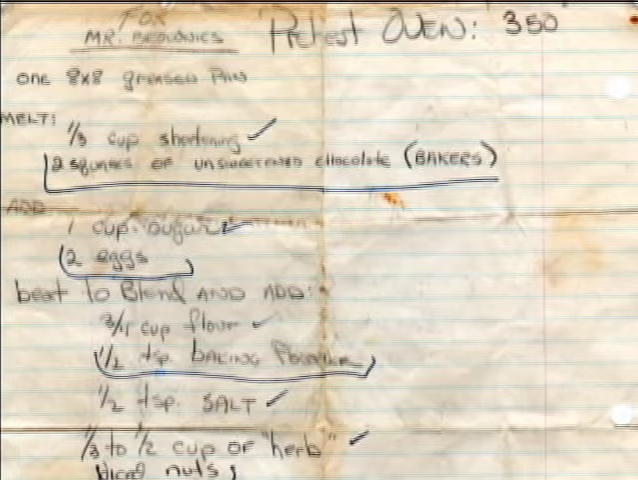 FOR
MR. BROWNIES
PreHeat OVEN: 350
ONE 8x8 greased PAN
MELT:
1/3 cup shortening ✓
2 squares OF UNSWEETENED chocolate (BAKERS)
ADD
1 cup sugar ✓
2 eggs
beat to Blend AND ADD:
3/4 cup flour ✓
1/2 tsp. BAKING POWDER
1/2 tsp. SALT ✓
1/3 to 1/2 cup OF "herb" ✓
nuts